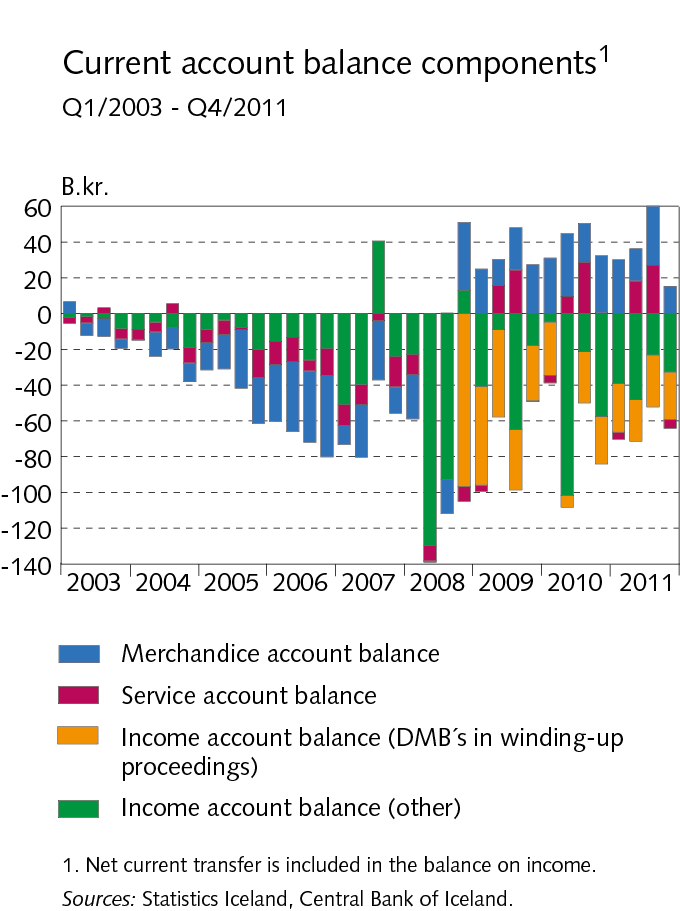 Current account balance components¹
Q1/2003 - Q4/2011
B.kr.
60
40
20
0
-20
-40
-60
-80
-100
-120
-140
2003 2004 2005 2006 2007 2008 2009 2010 2011
Merchandice account balance
Service account balance
Income account balance (DMB´s in winding-up
proceedings)
Income account balance (other)
1. Net current transfer is included in the balance on income.
Sources: Statistics Iceland, Central Bank of Iceland.